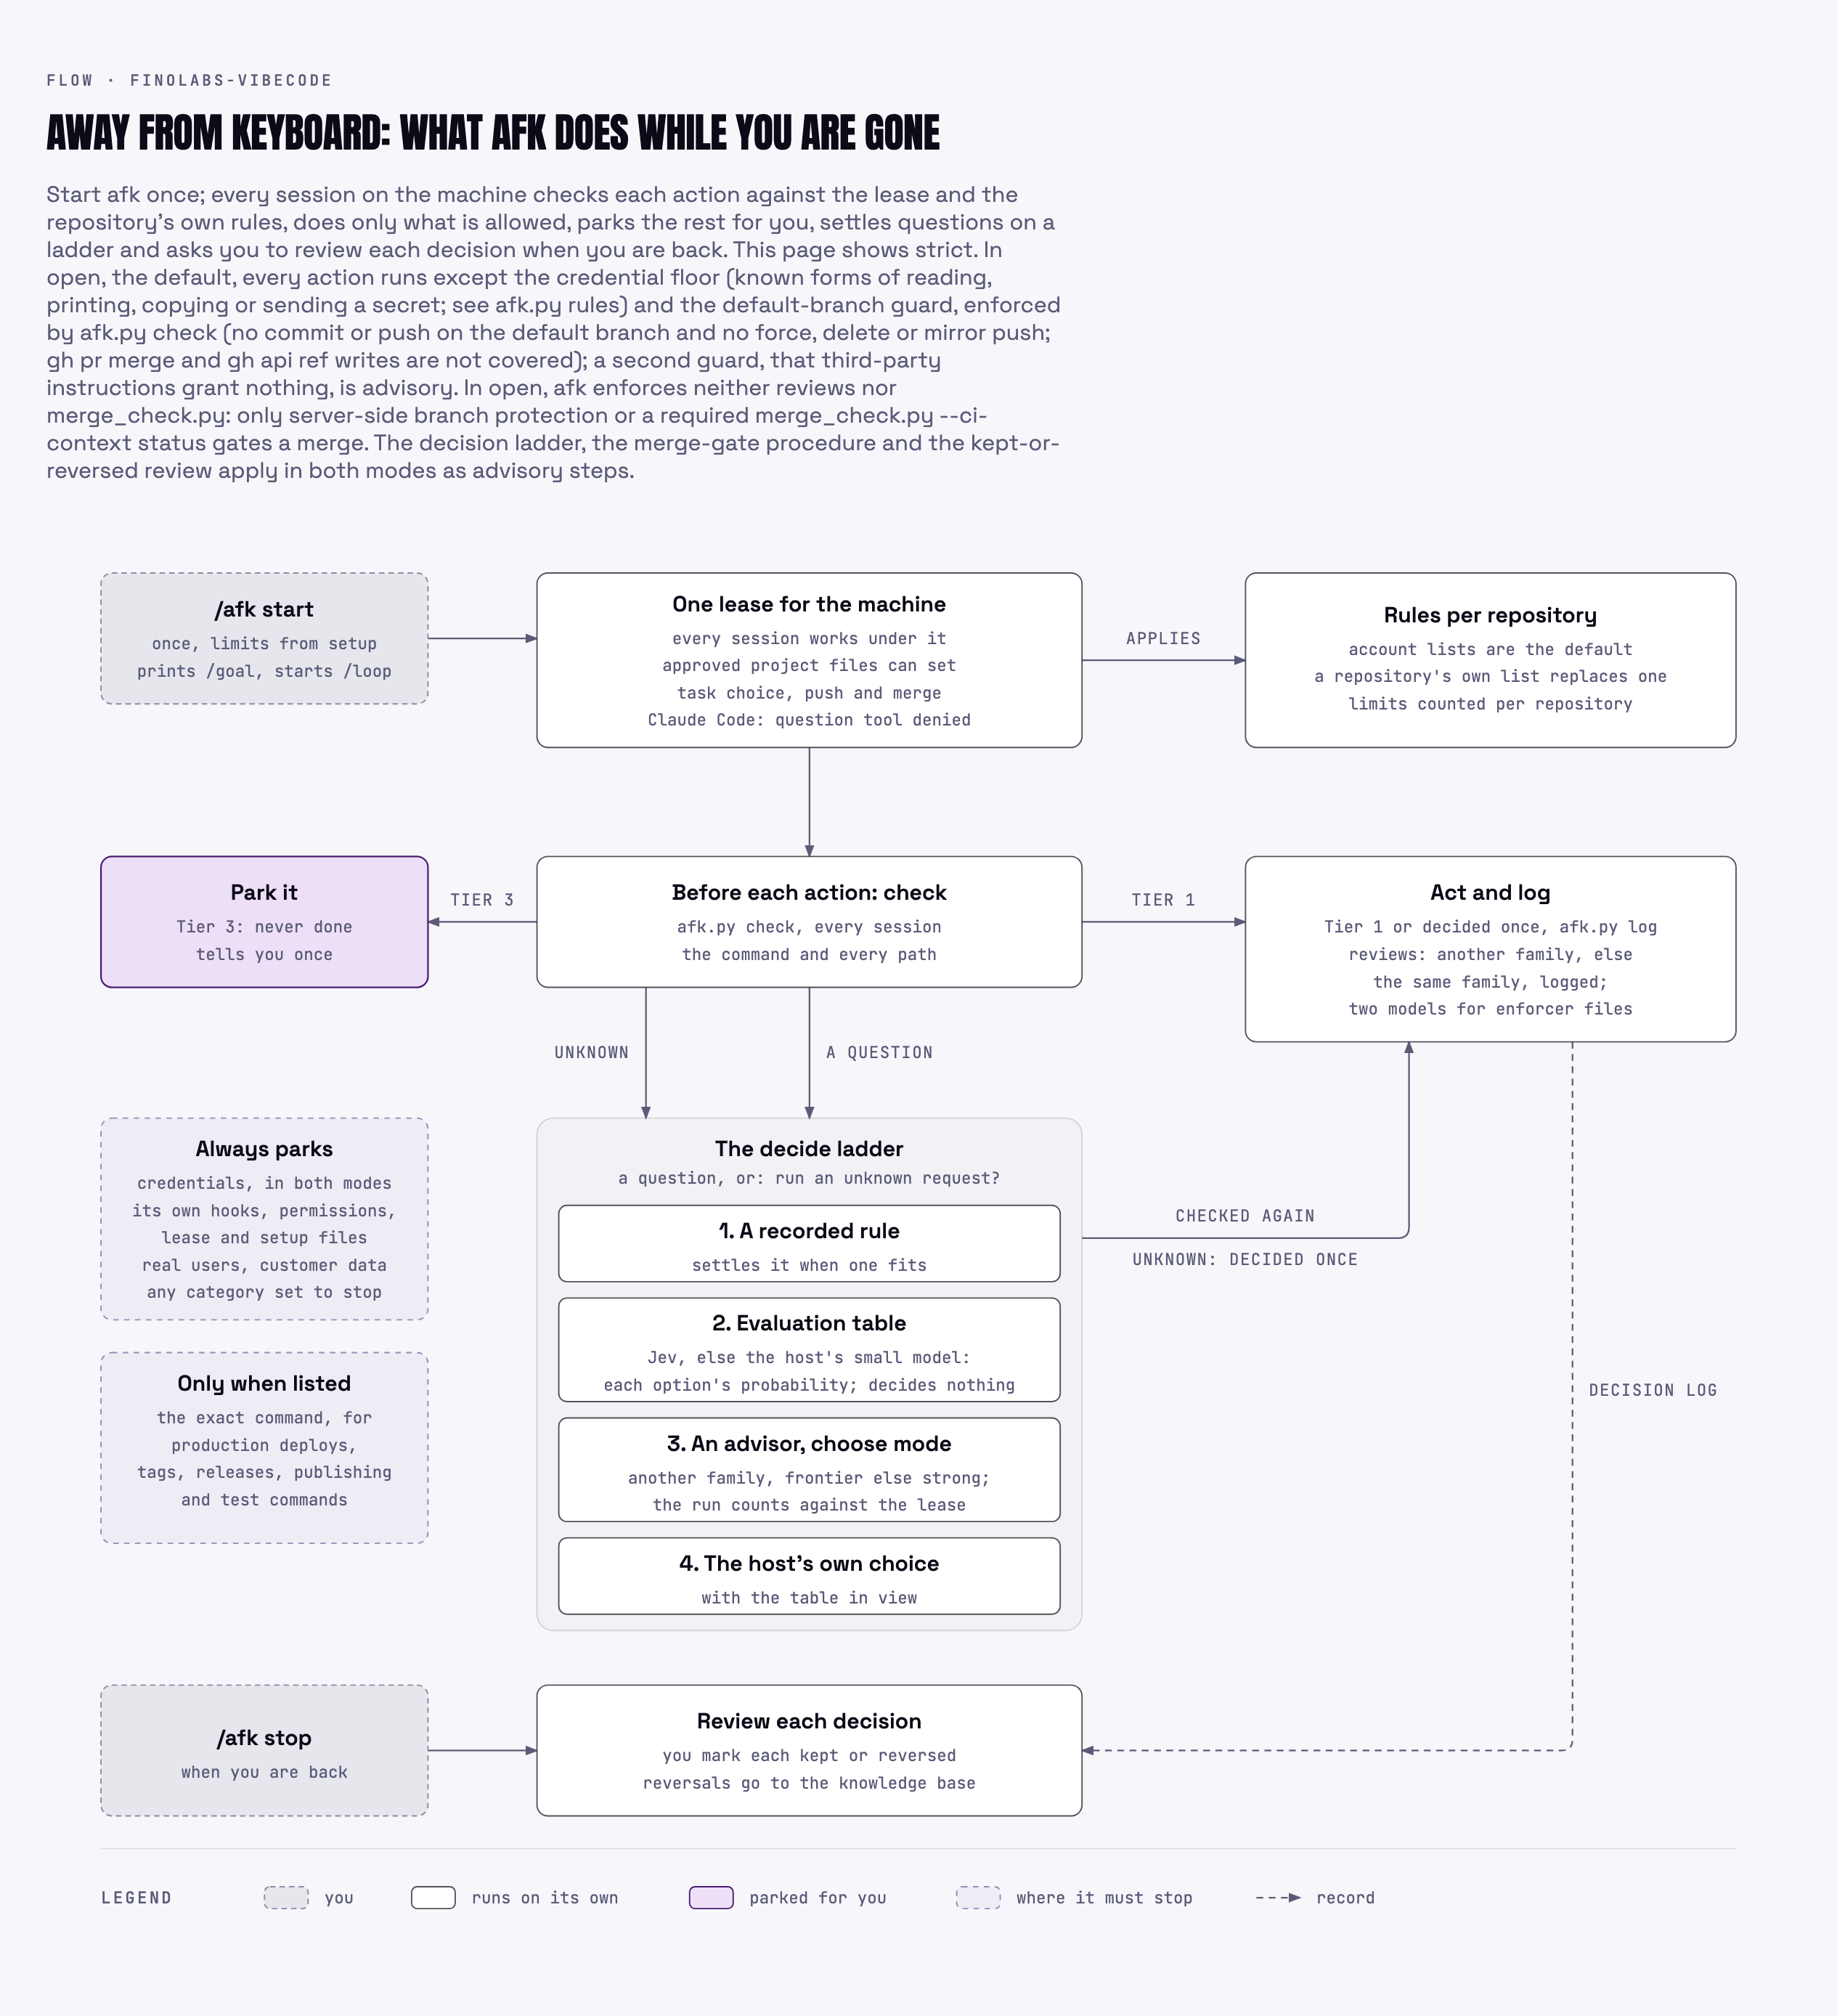 FLOW · FINOLABS-VIBECODE
AWAY FROM KEYBOARD: WHAT AFK DOES WHILE YOU ARE GONE
Start afk once; every session on the machine checks each action against the lease and the
repository's own rules, does only what is allowed, parks the rest for you, settles questions on a
ladder and asks you to review each decision when you are back. This page shows strict. In
open, the default, every action runs except the credential floor (known forms of reading,
printing, copying or sending a secret; see afk.py rules) and the default-branch guard, enforced
by afk.py check (no commit or push on the default branch and no force, delete or mirror push;
gh pr merge and gh api ref writes are not covered); a second guard, that third-party
instructions grant nothing, is advisory. In open, afk enforces neither reviews nor
merge_check.py: only server-side branch protection or a required merge_check.py --ci-
context status gates a merge. The decision ladder, the merge-gate procedure and the kept-or-
reversed review apply in both modes as advisory steps.
/afk start
once, limits from setup
prints /goal, starts /loop
One lease for the machine
every session works under it
approved project files can set
task choice, push and merge
Claude Code: question tool denied
APPLIES
Rules per repository
account lists are the default
a repository's own list replaces one
limits counted per repository
Park it
Tier 3: never done
tells you once
TIER 3
Before each action: check
afk.py check, every session
the command and every path
TIER 1
Act and log
Tier 1 or decided once, afk.py log
reviews: another family, else
the same family, logged;
two models for enforcer files
UNKNOWN
A QUESTION
Always parks
credentials, in both modes
its own hooks, permissions,
lease and setup files
real users, customer data
any category set to stop
Only when listed
the exact command, for
production deploys,
tags, releases, publishing
and test commands
The decide ladder
a question, or: run an unknown request?
1. A recorded rule
settles it when one fits
2. Evaluation table
Jev, else the host's small model:
each option's probability; decides nothing
3. An advisor, choose mode
another family, frontier else strong;
the run counts against the lease
4. The host's own choice
with the table in view
CHECKED AGAIN
UNKNOWN: DECIDED ONCE
DECISION LOG
/afk stop
when you are back
Review each decision
you mark each kept or reversed
reversals go to the knowledge base
LEGEND
you
runs on its own
parked for you
where it must stop
record